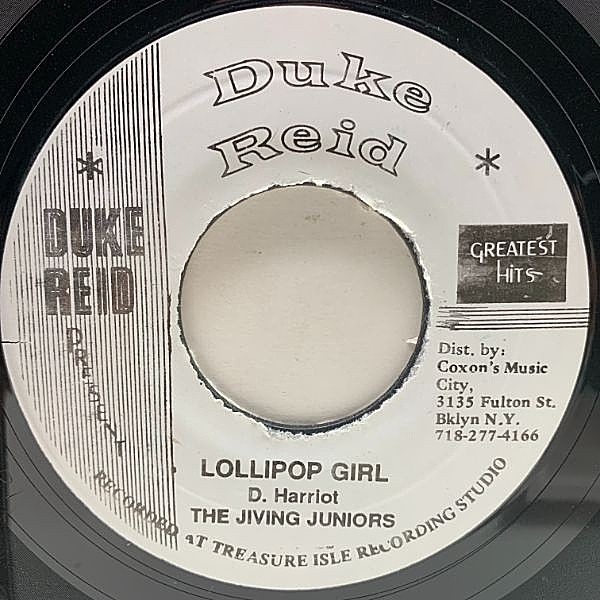 Duke
Reid
*
*
DUKE
REID
GREATEST
HITS
Dist. by:
Coxon's Music
City,
3135 Fulton St.
Bklyn N.Y.
718-277-4166
LOLLIPOP GIRL
D. Harriot
THE JIVING JUNIORS
RECORDED AT TREASURE ISLE RECORDING STUDIO